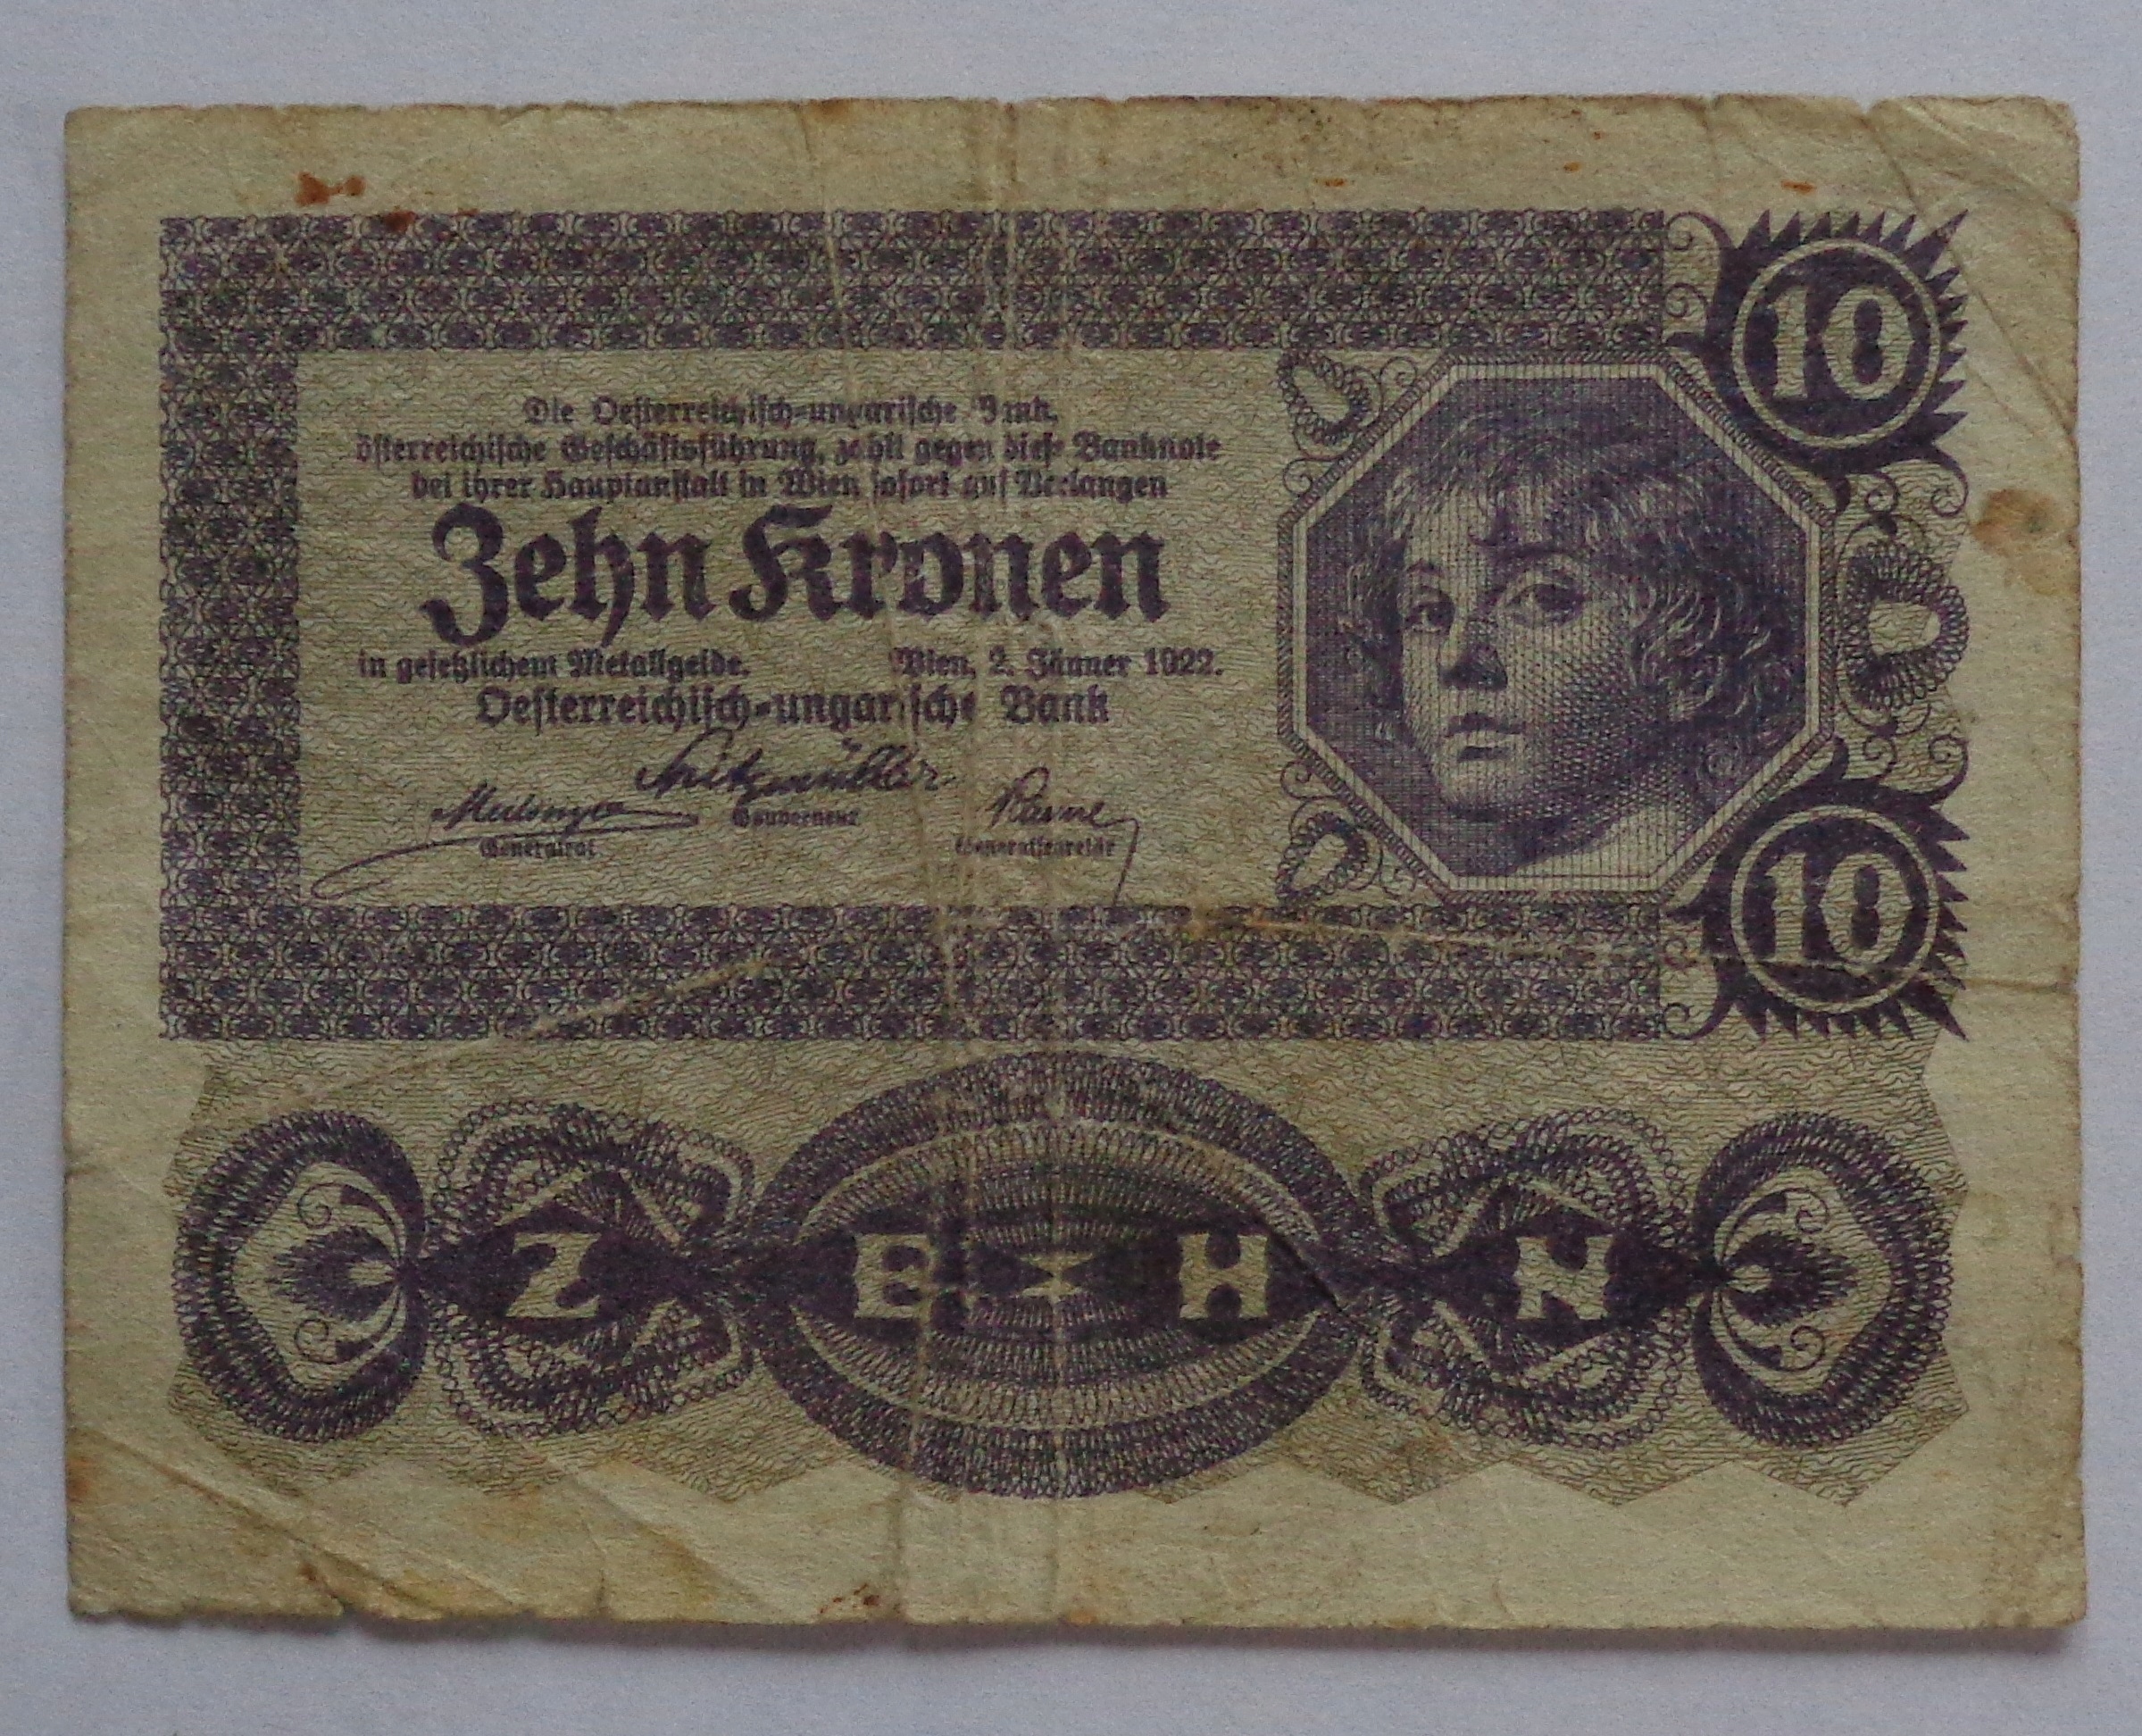 10
Die Oesterreichisch-ungarische Bank,
österreichische Geschäftsführung, zahlt gegen diese Banknote
bei ihrer Hauptanstalt in Wien sofort auf Verlangen
Zehn Kronen
in gesetzlichem Metallgelde. Wien, 2. Jänner 1922.
Oesterreichisch-ungarische Bank
Spitzmüller
Gouverneur
Generalrat Generalsekretär
10
Z E H N